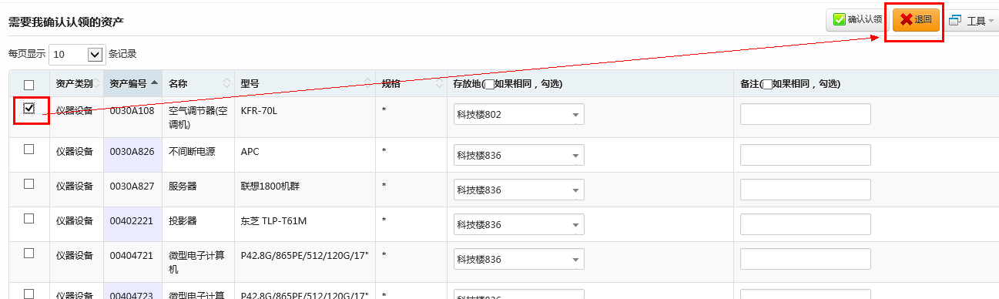 需要我确认认领的资产
确认认领 退回 工具
每页显示 10 条记录
资产类别 资产编号 名称 型号 规格 存放地(如果相同，勾选) 备注(如果相同，勾选)
仪器设备 0030A108 空气调节器(空 KFR-70L * 科技楼802
调机)
仪器设备 0030A826 不间断电源 APC * 科技楼836
仪器设备 0030A827 服务器 联想1800机群 * 科技楼836
仪器设备 00402221 投影器 东芝 TLP-T61M * 科技楼836
仪器设备 00404721 微型电子计算 P42.8G/865PE/512/120G/17" * 科技楼836
机
仪器设备 00404723 微型电子计算 P42.8G/865PE/512/120G/17" * 科技楼836